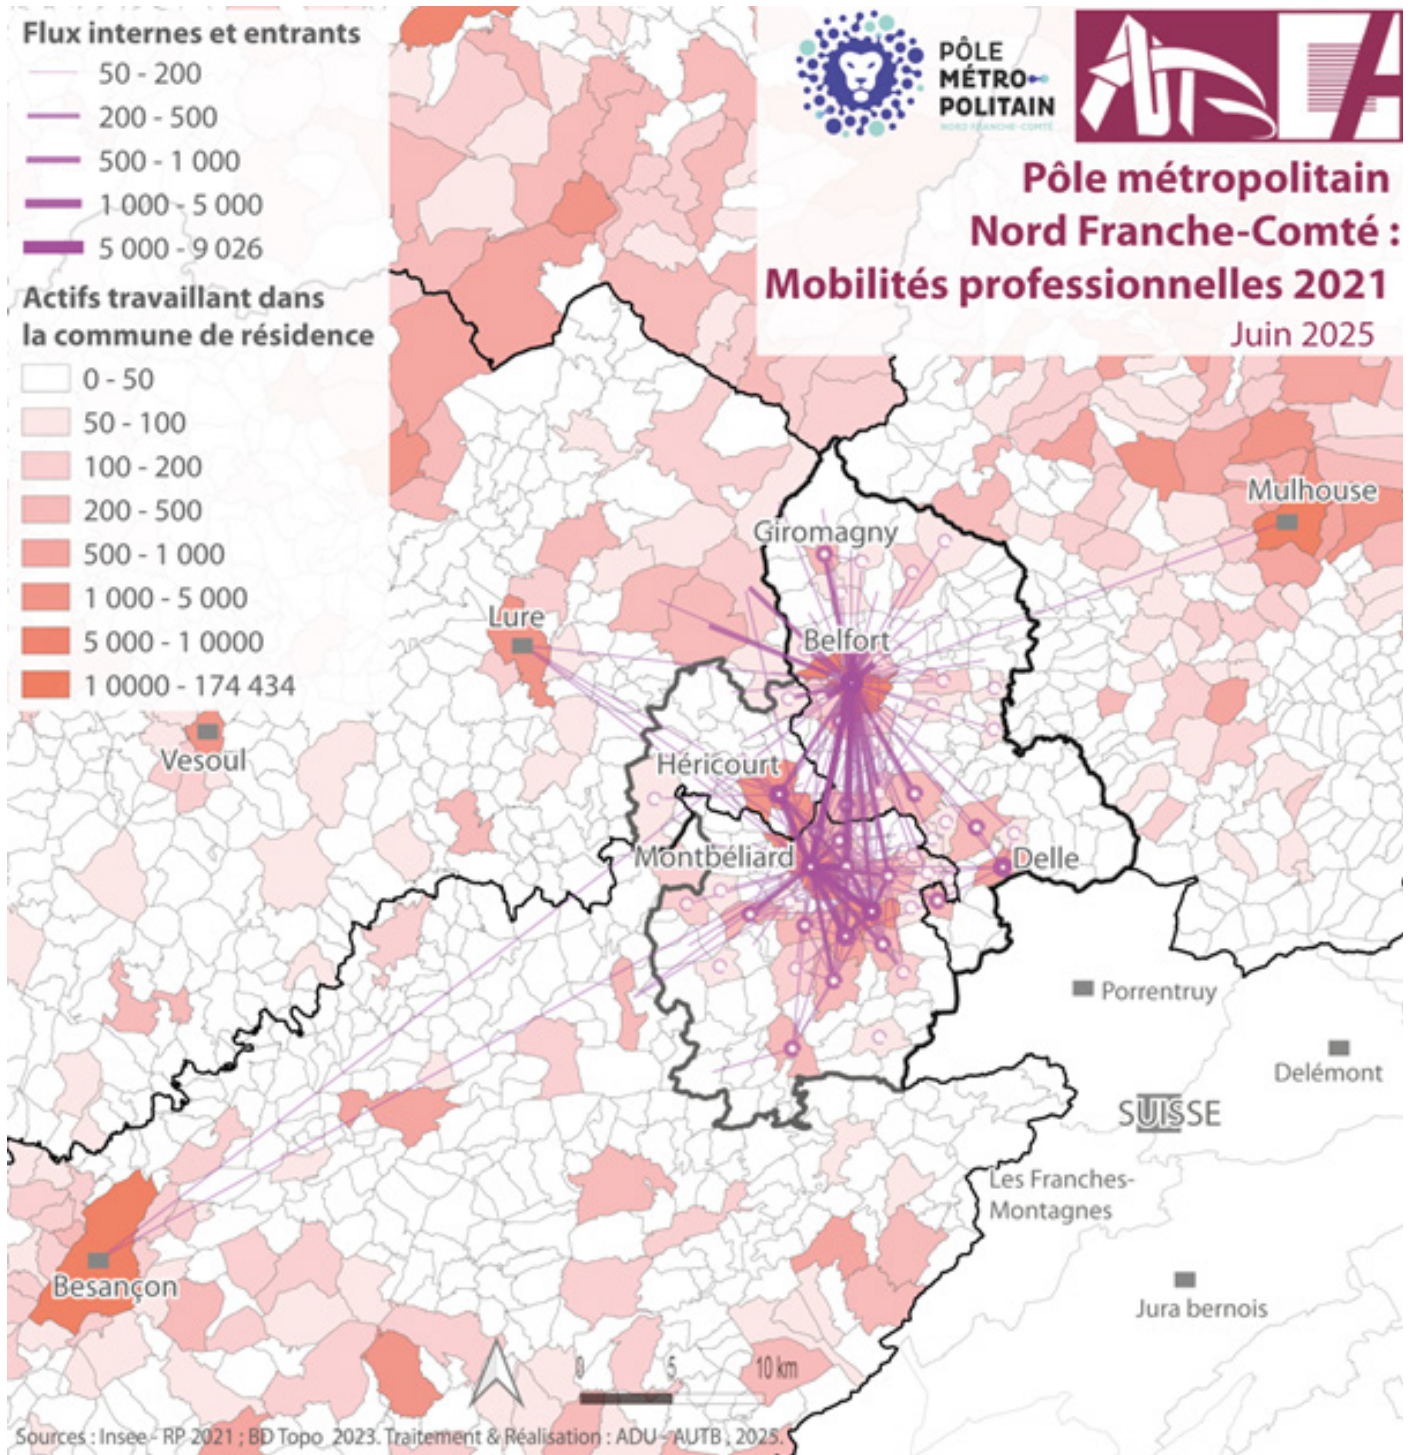 Flux internes et entrants
50 - 200
200 - 500
500 - 1 000
1 000 - 5 000
5 000 - 9 026
Actifs travaillant dans
la commune de résidence
0 - 50
50 - 100
100 - 200
200 - 500
500 - 1 000
1 000 - 5 000
5 000 - 1 0000
1 0000 - 174 434
PÔLE
MÉTRO
POLITAIN
NORD FRANCHE-COMTÉ
Pôle métropolitain
Nord Franche-Comté :
Mobilités professionnelles 2021
Juin 2025
Mulhouse
Giromagny
Lure
Belfort
Vesoul
Héricourt
Montbéliard
Delle
Porrentruy
Delémont
SUISSE
Les Franches-
Montagnes
Besançon
Jura bernois
0 5 10 km
Sources : Insee - RP 2021 ; BD Topo 2023. Traitement & Réalisation : ADU - AUTB , 2025.